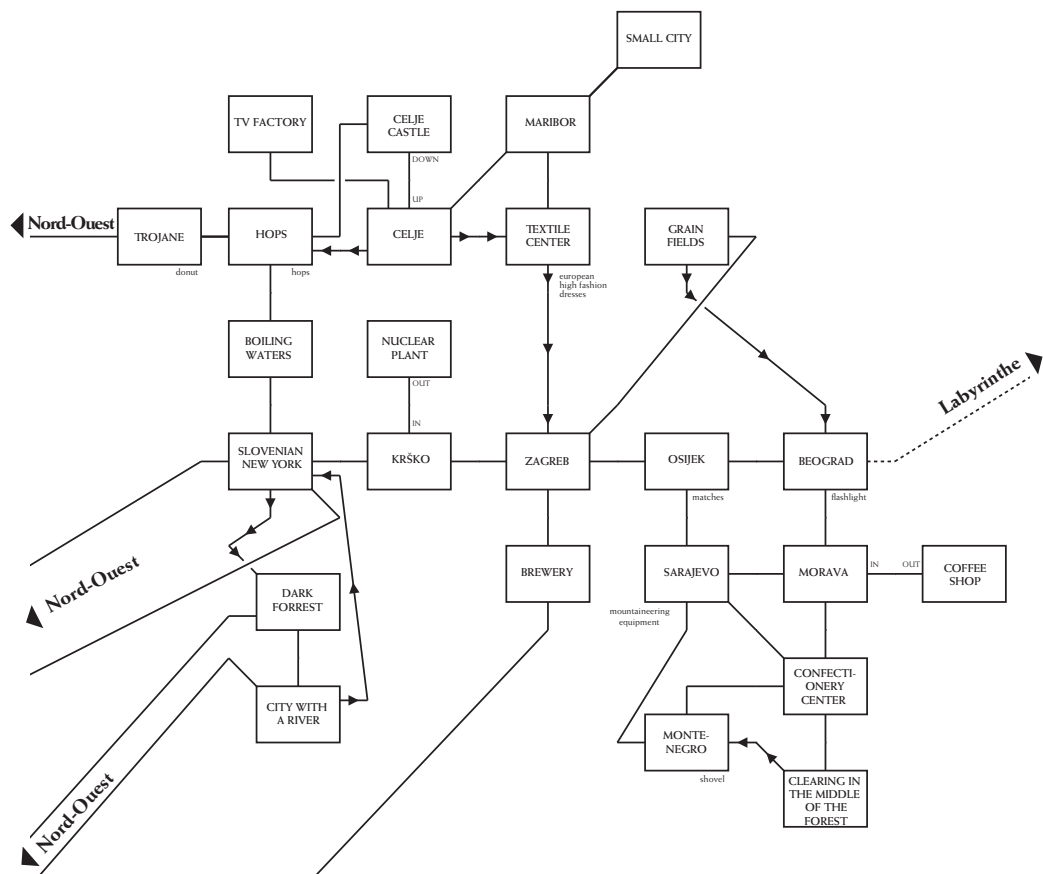 SMALL CITY
TV FACTORY
CELJE
CASTLE
MARIBOR
DOWN
UP
Nord-Ouest
TROJANE
HOPS
CELJE
TEXTILE
CENTER
GRAIN
FIELDS
donut
hops
european
high fashion
dresses
BOILING
WATERS
NUCLEAR
PLANT
OUT
IN
Labyrinthe
SLOVENIAN
NEW YORK
KRŠKO
ZAGREB
OSIJEK
BEOGRAD
matches
flashlight
Nord-Ouest
DARK
FORREST
BREWERY
SARAJEVO
MORAVA
IN
OUT
COFFEE
SHOP
mountaineering
equipment
CITY WITH
A RIVER
CONFECTI-
ONERY
CENTER
MONTE-
NEGRO
shovel
CLEARING IN
THE MIDDLE
OF THE
FOREST
Nord-Ouest